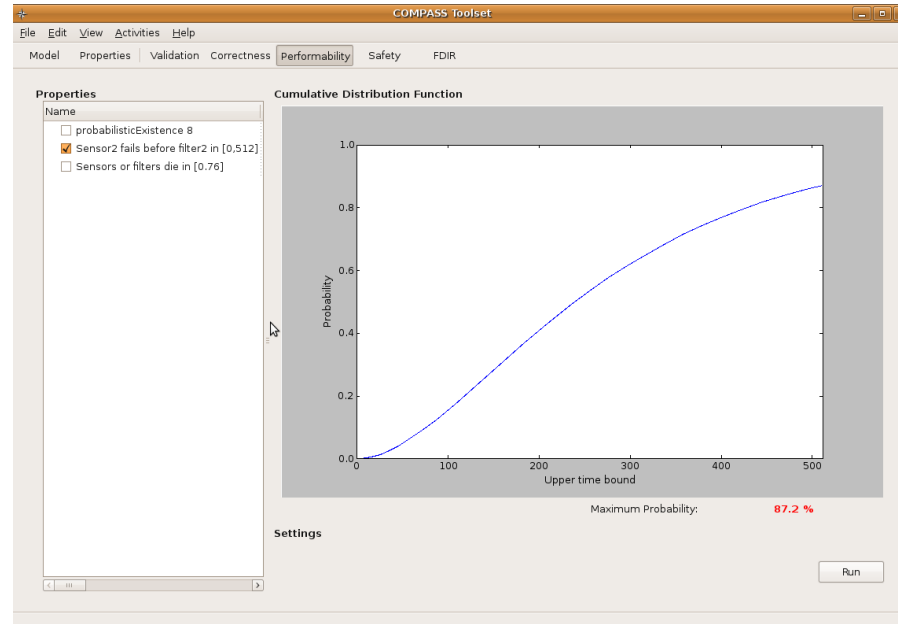 COMPASS Toolset
File Edit View Activities Help
Model Properties Validation Correctness Performability Safety FDIR
Properties
Name
probabilisticExistence 8
Sensor2 fails before filter2 in [0,512]
Sensors or filters die in [0.76]
Cumulative Distribution Function
1.0
0.8
0.6
0.4
0.2
0.0
Probability
0 100 200 300 400 500
Upper time bound
Maximum Probability: 87.2 %
Settings
Run